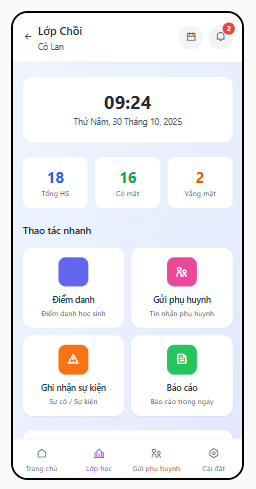 Lớp Chồi
Cô Lan
2
09:24
Thứ Năm, 30 Tháng 10, 2025
18
16
2
Tổng HS
Có mặt
Vắng mặt
Thao tác nhanh
Điểm danh
Gửi phụ huynh
Điểm danh học sinh
Tin nhắn phụ huynh
Ghi nhận sự kiện
Báo cáo
Sự cố / Sự kiện
Báo cáo trong ngày
Trang chủ
Lớp học
Gửi phụ huynh
Cài đặt